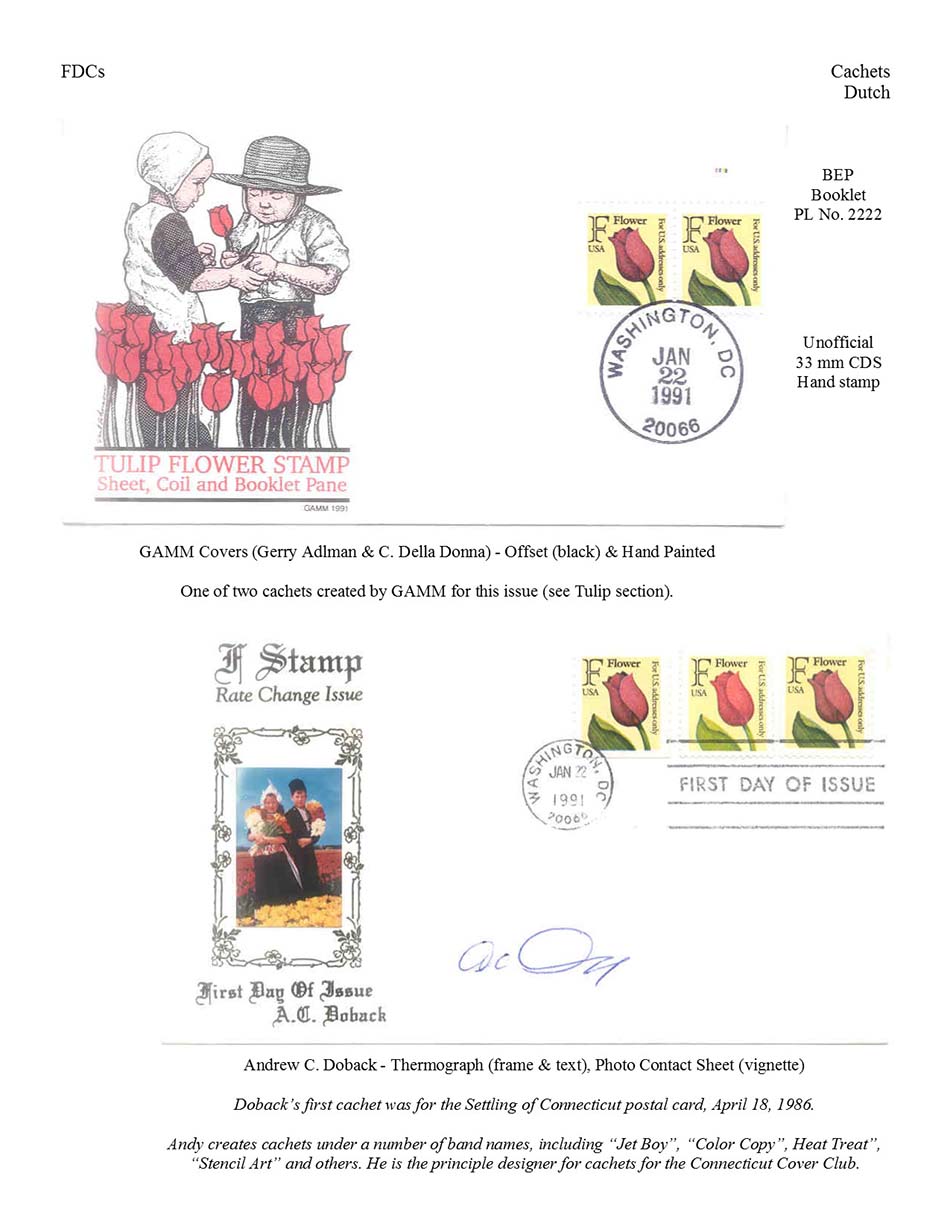 FDCs
Cachets
Dutch
BEP
Booklet
PL No. 2222
F Flower
USA
For U.S. addresses only
F Flower
USA
For U.S. addresses only
WASHINGTON, DC
JAN
22
1991
20066
Unofficial
33 mm CDS
Hand stamp
TULIP FLOWER STAMP
Sheet, Coil and Booklet Pane
GAMM 1991
GAMM Covers (Gerry Adlman & C. Della Donna) - Offset (black) & Hand Painted
One of two cachets created by GAMM for this issue (see Tulip section).
F Stamp
Rate Change Issue
F Flower
USA
For U.S. addresses only
F Flower
USA
For U.S. addresses only
F Flower
USA
For U.S. addresses only
WASHINGTON, DC
JAN 22
1991
20066
FIRST DAY OF ISSUE
First Day Of Issue
A.C. Doback
Andrew C. Doback - Thermograph (frame & text), Photo Contact Sheet (vignette)
Doback's first cachet was for the Settling of Connecticut postal card, April 18, 1986.
Andy creates cachets under a number of band names, including “Jet Boy”, “Color Copy”, Heat Treat”,
“Stencil Art” and others. He is the principle designer for cachets for the Connecticut Cover Club.